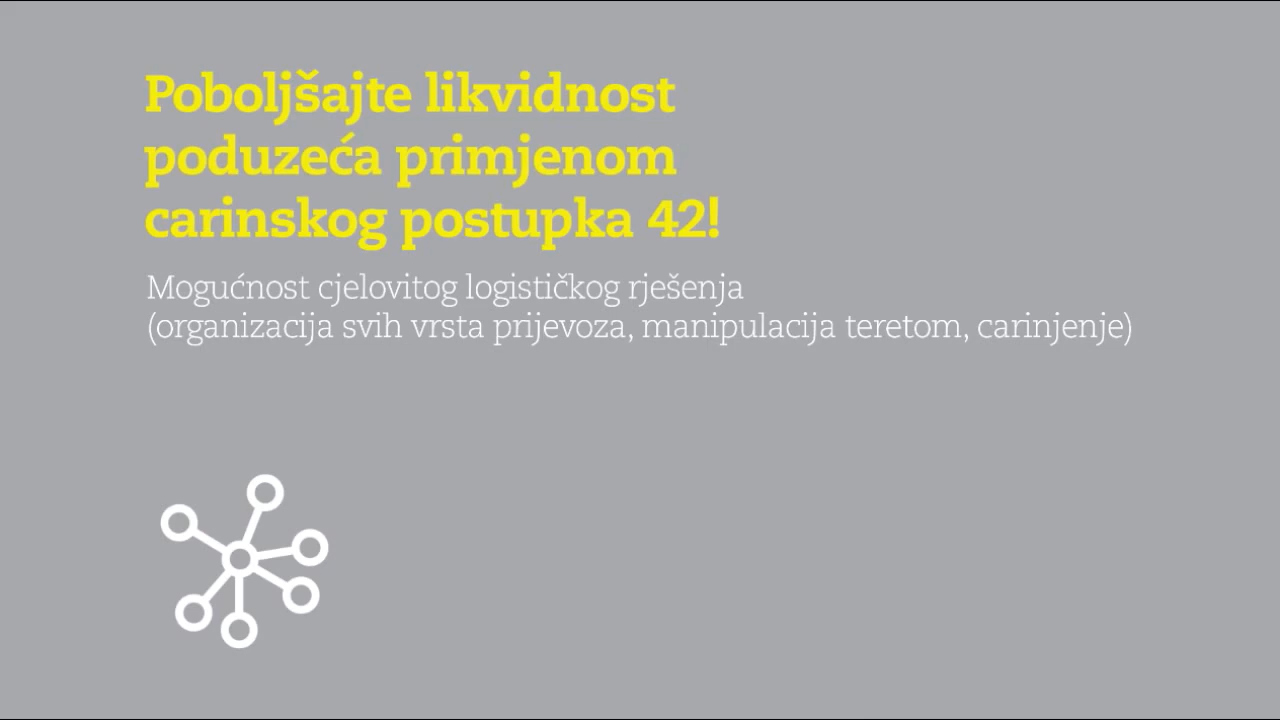 Poboljšajte likvidnost
poduzeća primjenom
carinskog postupka 42!
Mogućnost cjelovitog logističkog rješenja
(organizacija svih vrsta prijevoza, manipulacija teretom, carinjenje)